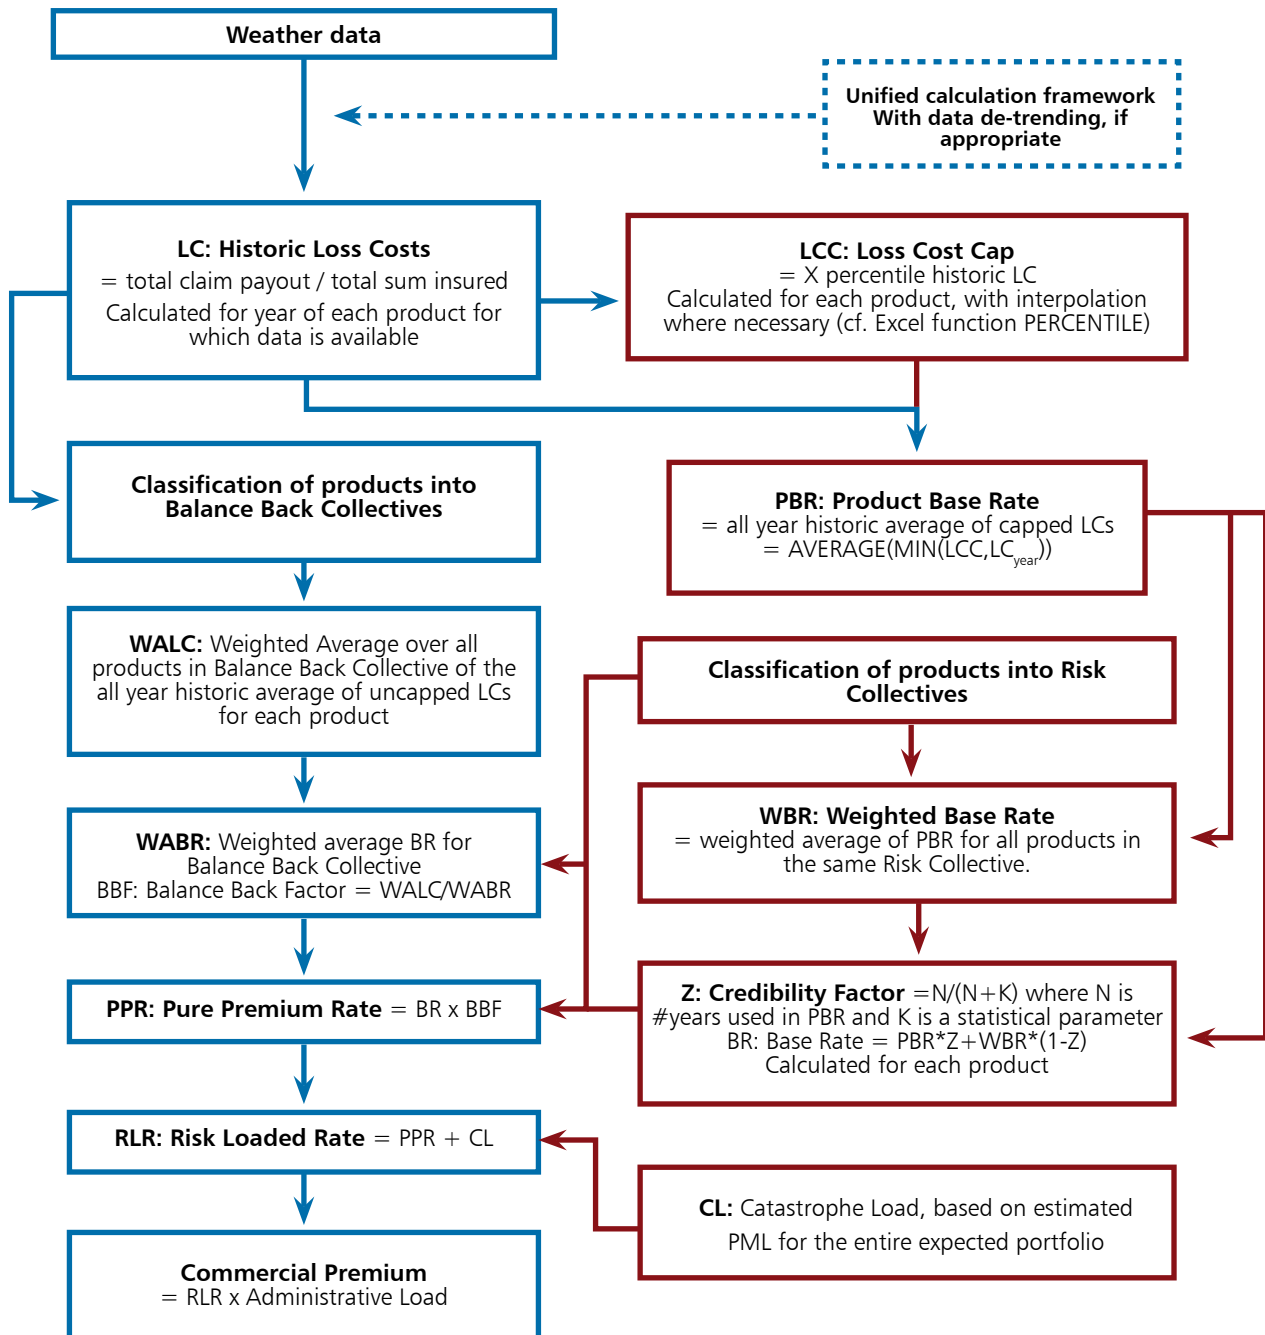 Weather data
Unified calculation framework
With data de-trending, if
appropriate
LC: Historic Loss Costs
= total claim payout / total sum insured
Calculated for year of each product for
which data is available
LCC: Loss Cost Cap
= X percentile historic LC
Calculated for each product, with interpolation
where necessary (cf. Excel function PERCENTILE)
Classification of products into
Balance Back Collectives
PBR: Product Base Rate
= all year historic average of capped LCs
= AVERAGE(MIN(LCC,LCyear))
WALC: Weighted Average over all
products in Balance Back Collective of the
all year historic average of uncapped LCs
for each product
Classification of products into Risk
Collectives
WABR: Weighted average BR for
Balance Back Collective
BBF: Balance Back Factor = WALC/WABR
WBR: Weighted Base Rate
= weighted average of PBR for all products in
the same Risk Collective.
PPR: Pure Premium Rate = BR x BBF
Z: Credibility Factor =N/(N+K) where N is
#years used in PBR and K is a statistical parameter
BR: Base Rate = PBR*Z+WBR*(1-Z)
Calculated for each product
RLR: Risk Loaded Rate = PPR + CL
CL: Catastrophe Load, based on estimated
PML for the entire expected portfolio
Commercial Premium
= RLR x Administrative Load